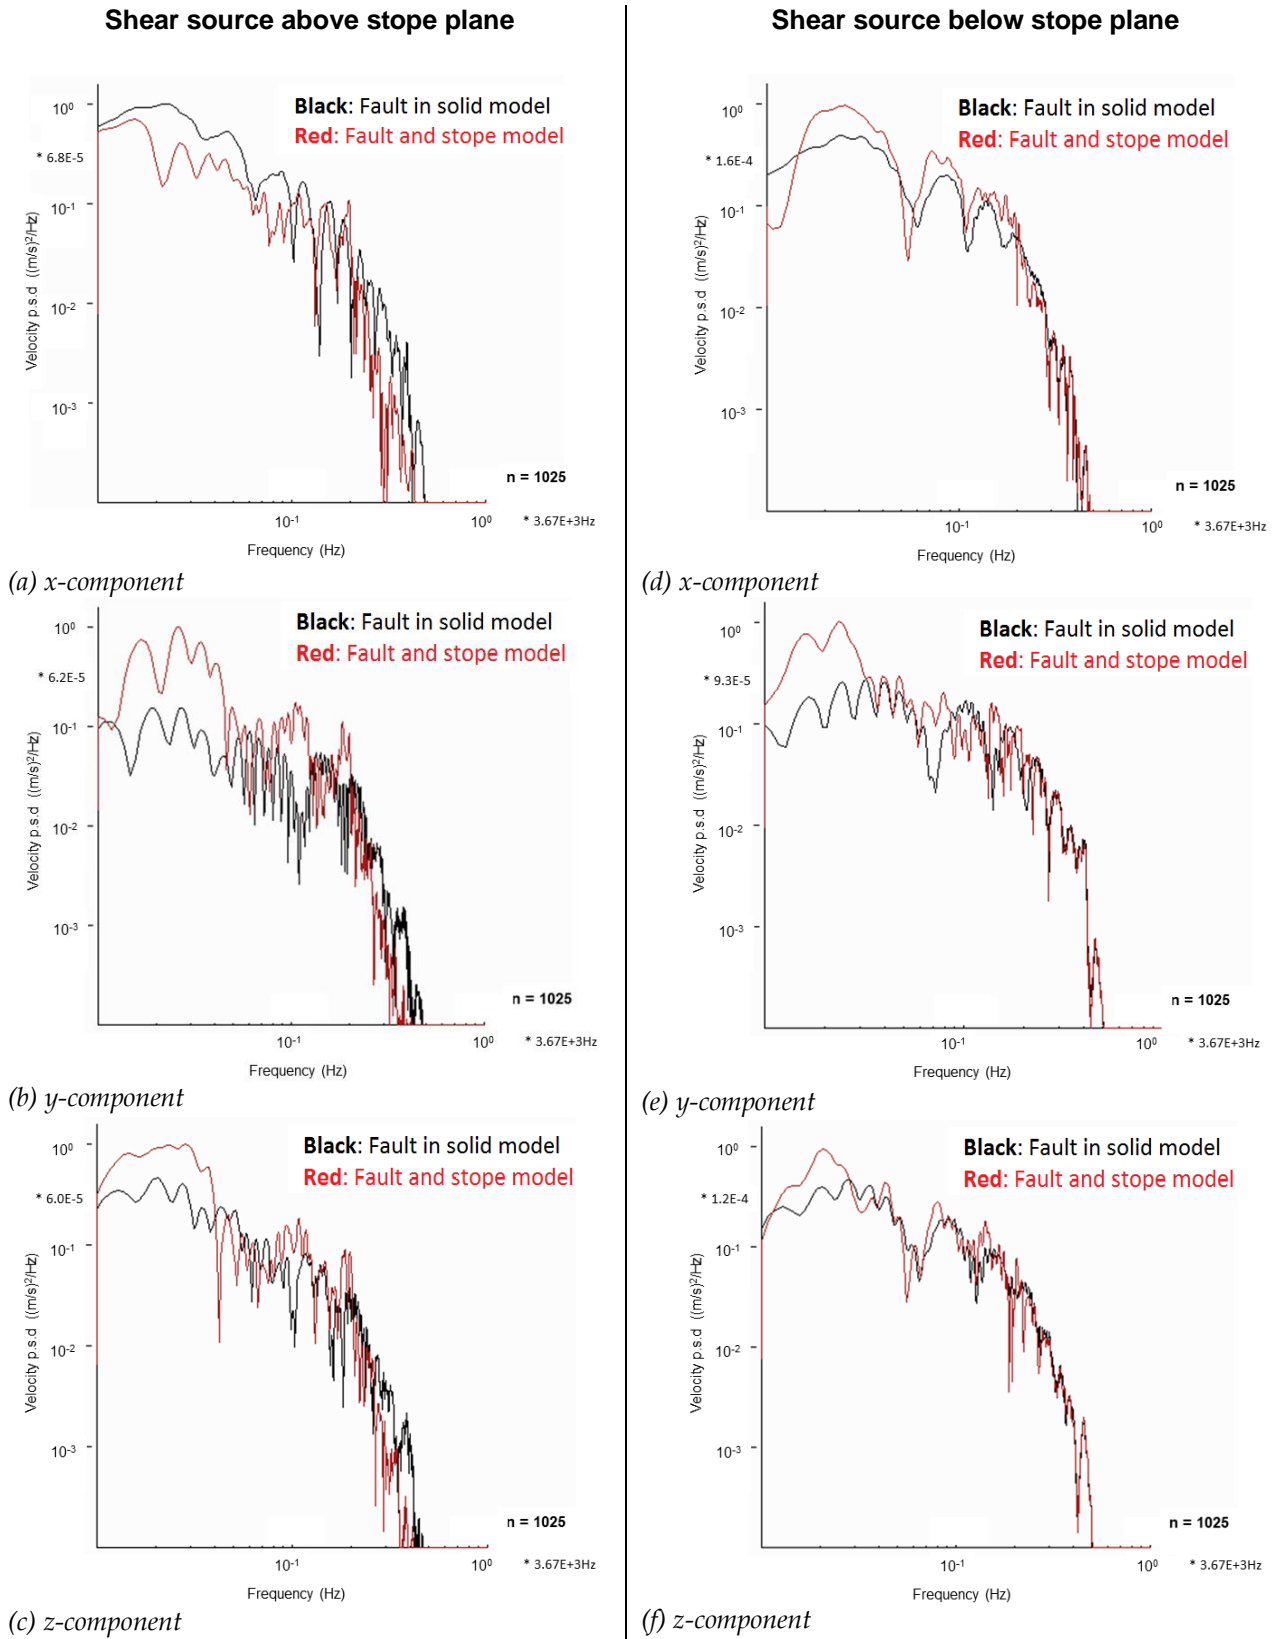 Shear source above stope plane
Black: Fault in solid model
Red: Fault and stope model
10⁰
* 6.8E-5
10⁻¹
10⁻²
10⁻³
Velocity p.s.d ((m/s)²/Hz)
n = 1025
10⁻¹
10⁰
* 3.67E+3Hz
Frequency (Hz)
(a) x-component
Black: Fault in solid model
Red: Fault and stope model
10⁰
* 6.2E-5
10⁻¹
10⁻²
10⁻³
Velocity p.s.d ((m/s)²/Hz)
n = 1025
10⁻¹
10⁰
* 3.67E+3Hz
Frequency (Hz)
(b) y-component
Black: Fault in solid model
Red: Fault and stope model
10⁰
* 6.0E-5
10⁻¹
10⁻²
10⁻³
Velocity p.s.d ((m/s)²/Hz)
n = 1025
10⁻¹
10⁰
* 3.67E+3Hz
Frequency (Hz)
(c) z-component
Shear source below stope plane
Black: Fault in solid model
Red: Fault and stope model
10⁰
* 1.6E-4
10⁻¹
10⁻²
10⁻³
Velocity p.s.d ((m/s)²/Hz)
n = 1025
10⁻¹
10⁰
* 3.67E+3Hz
Frequency (Hz)
(d) x-component
Black: Fault in solid model
Red: Fault and stope model
10⁰
* 9.3E-5
10⁻¹
10⁻²
10⁻³
Velocity p.s.d ((m/s)²/Hz)
n = 1025
10⁻¹
10⁰
* 3.67E+3Hz
Frequency (Hz)
(e) y-component
Black: Fault in solid model
Red: Fault and stope model
10⁰
* 1.2E-4
10⁻¹
10⁻²
10⁻³
Velocity p.s.d ((m/s)²/Hz)
n = 1025
10⁻¹
10⁰
* 3.67E+3Hz
Frequency (Hz)
(f) z-component